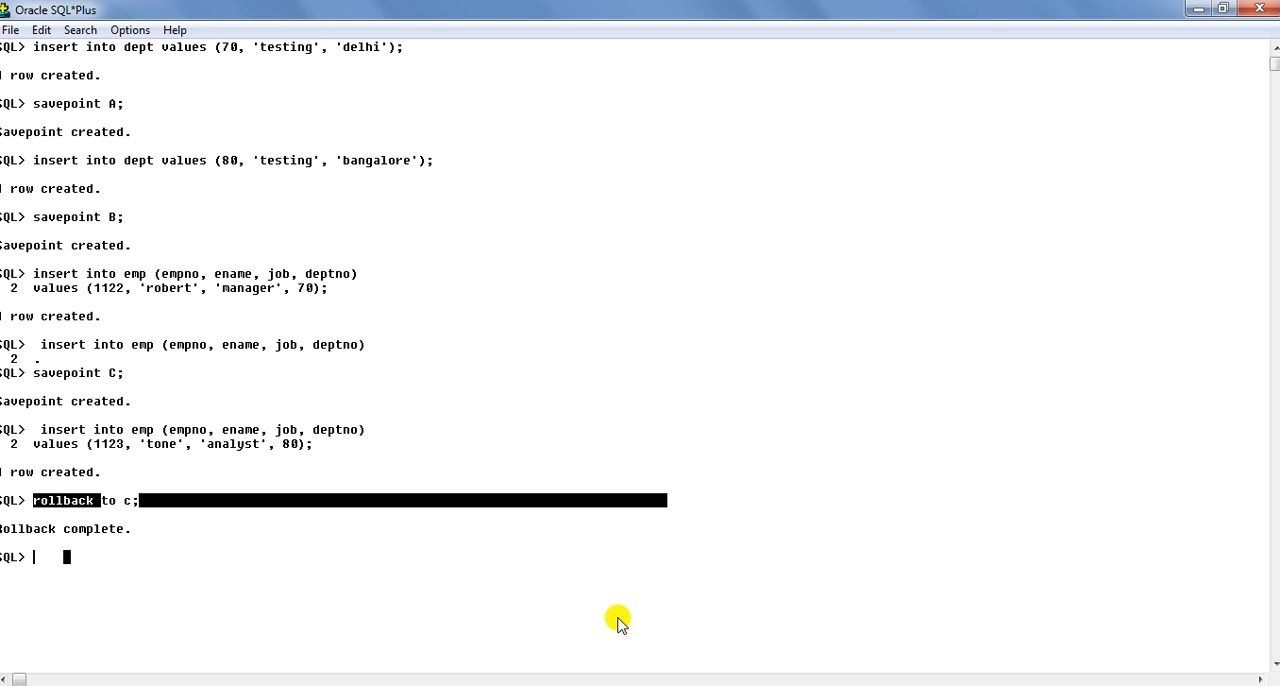 Oracle SQL*Plus
File Edit Search Options Help
SQL> insert into dept values (70, 'testing', 'delhi');
1 row created.
SQL> savepoint A;
Savepoint created.
SQL> insert into dept values (80, 'testing', 'bangalore');
1 row created.
SQL> savepoint B;
Savepoint created.
SQL> insert into emp (empno, ename, job, deptno)
2 values (1122, 'robert', 'manager', 70);
1 row created.
SQL> insert into emp (empno, ename, job, deptno)
2 .
SQL> savepoint C;
Savepoint created.
SQL> insert into emp (empno, ename, job, deptno)
2 values (1123, 'tone', 'analyst', 80);
1 row created.
SQL> rollback to c;
Rollback complete.
SQL>